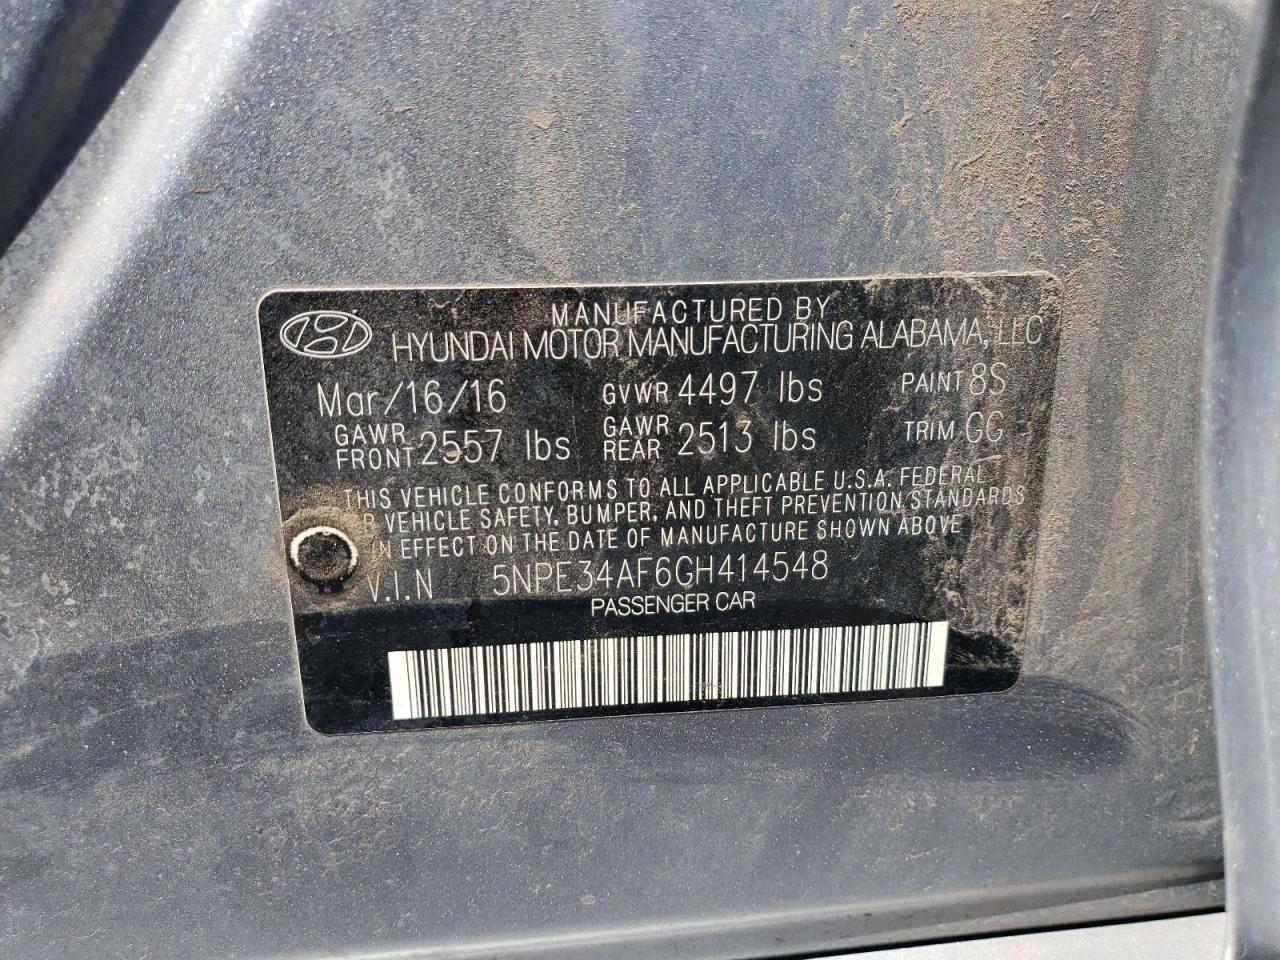 MANUFACTURED BY
HYUNDAI MOTOR MANUFACTURING ALABAMA, LLC
Mar/16/16 GVWR 4497 lbs PAINT 8S
GAWR FRONT 2557 lbs GAWR REAR 2513 lbs TRIM GG
THIS VEHICLE CONFORMS TO ALL APPLICABLE U.S.A. FEDERAL
VEHICLE SAFETY, BUMPER, AND THEFT PREVENTION STANDARDS
IN EFFECT ON THE DATE OF MANUFACTURE SHOWN ABOVE
V.I.N 5NPE34AF6GH414548
PASSENGER CAR